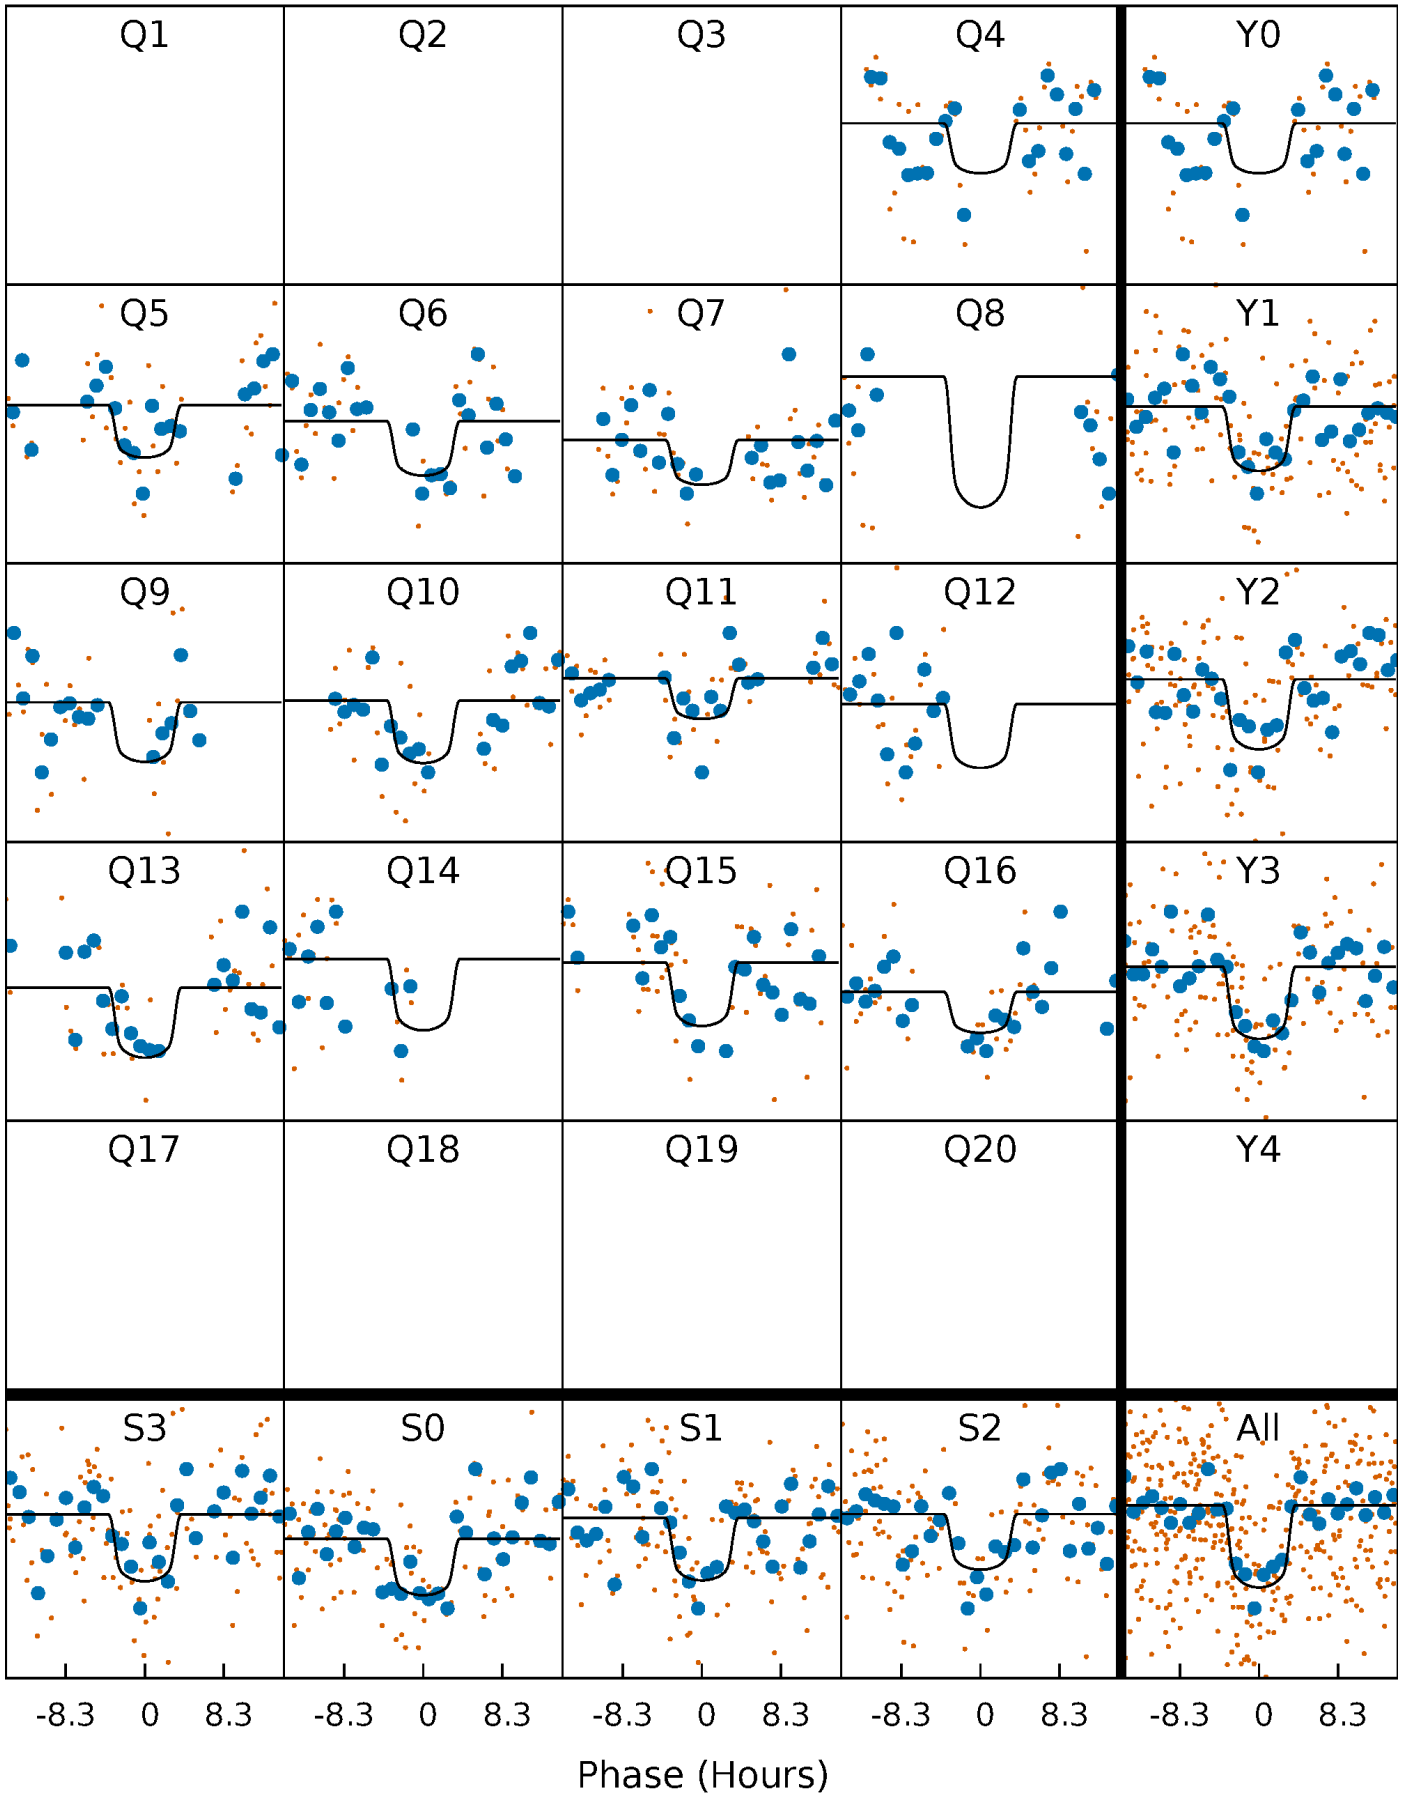 Q1 Q2 Q3 Q4 Y0
Q5 Q6 Q7 Q8 Y1
Q9 Q10 Q11 Q12 Y2
Q13 Q14 Q15 Q16 Y3
Q17 Q18 Q19 Q20 Y4
S3 S0 S1 S2 All
-8.3 0 8.3 -8.3 0 8.3 -8.3 0 8.3 -8.3 0 8.3 -8.3 0 8.3
Phase (Hours)